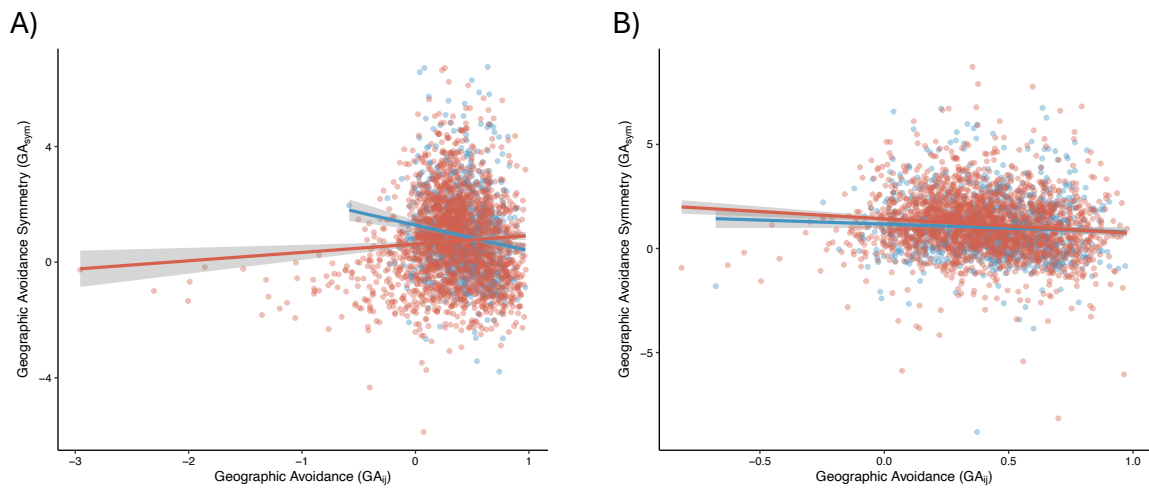 A)
B)
Geographic Avoidance Symmetry (GAsym)
4
0
−4
−3
−2
−1
0
1
Geographic Avoidance (GAij)
Geographic Avoidance Symmetry (GAsym)
5
0
−5
−0.5
0.0
0.5
1.0
Geographic Avoidance (GAij)